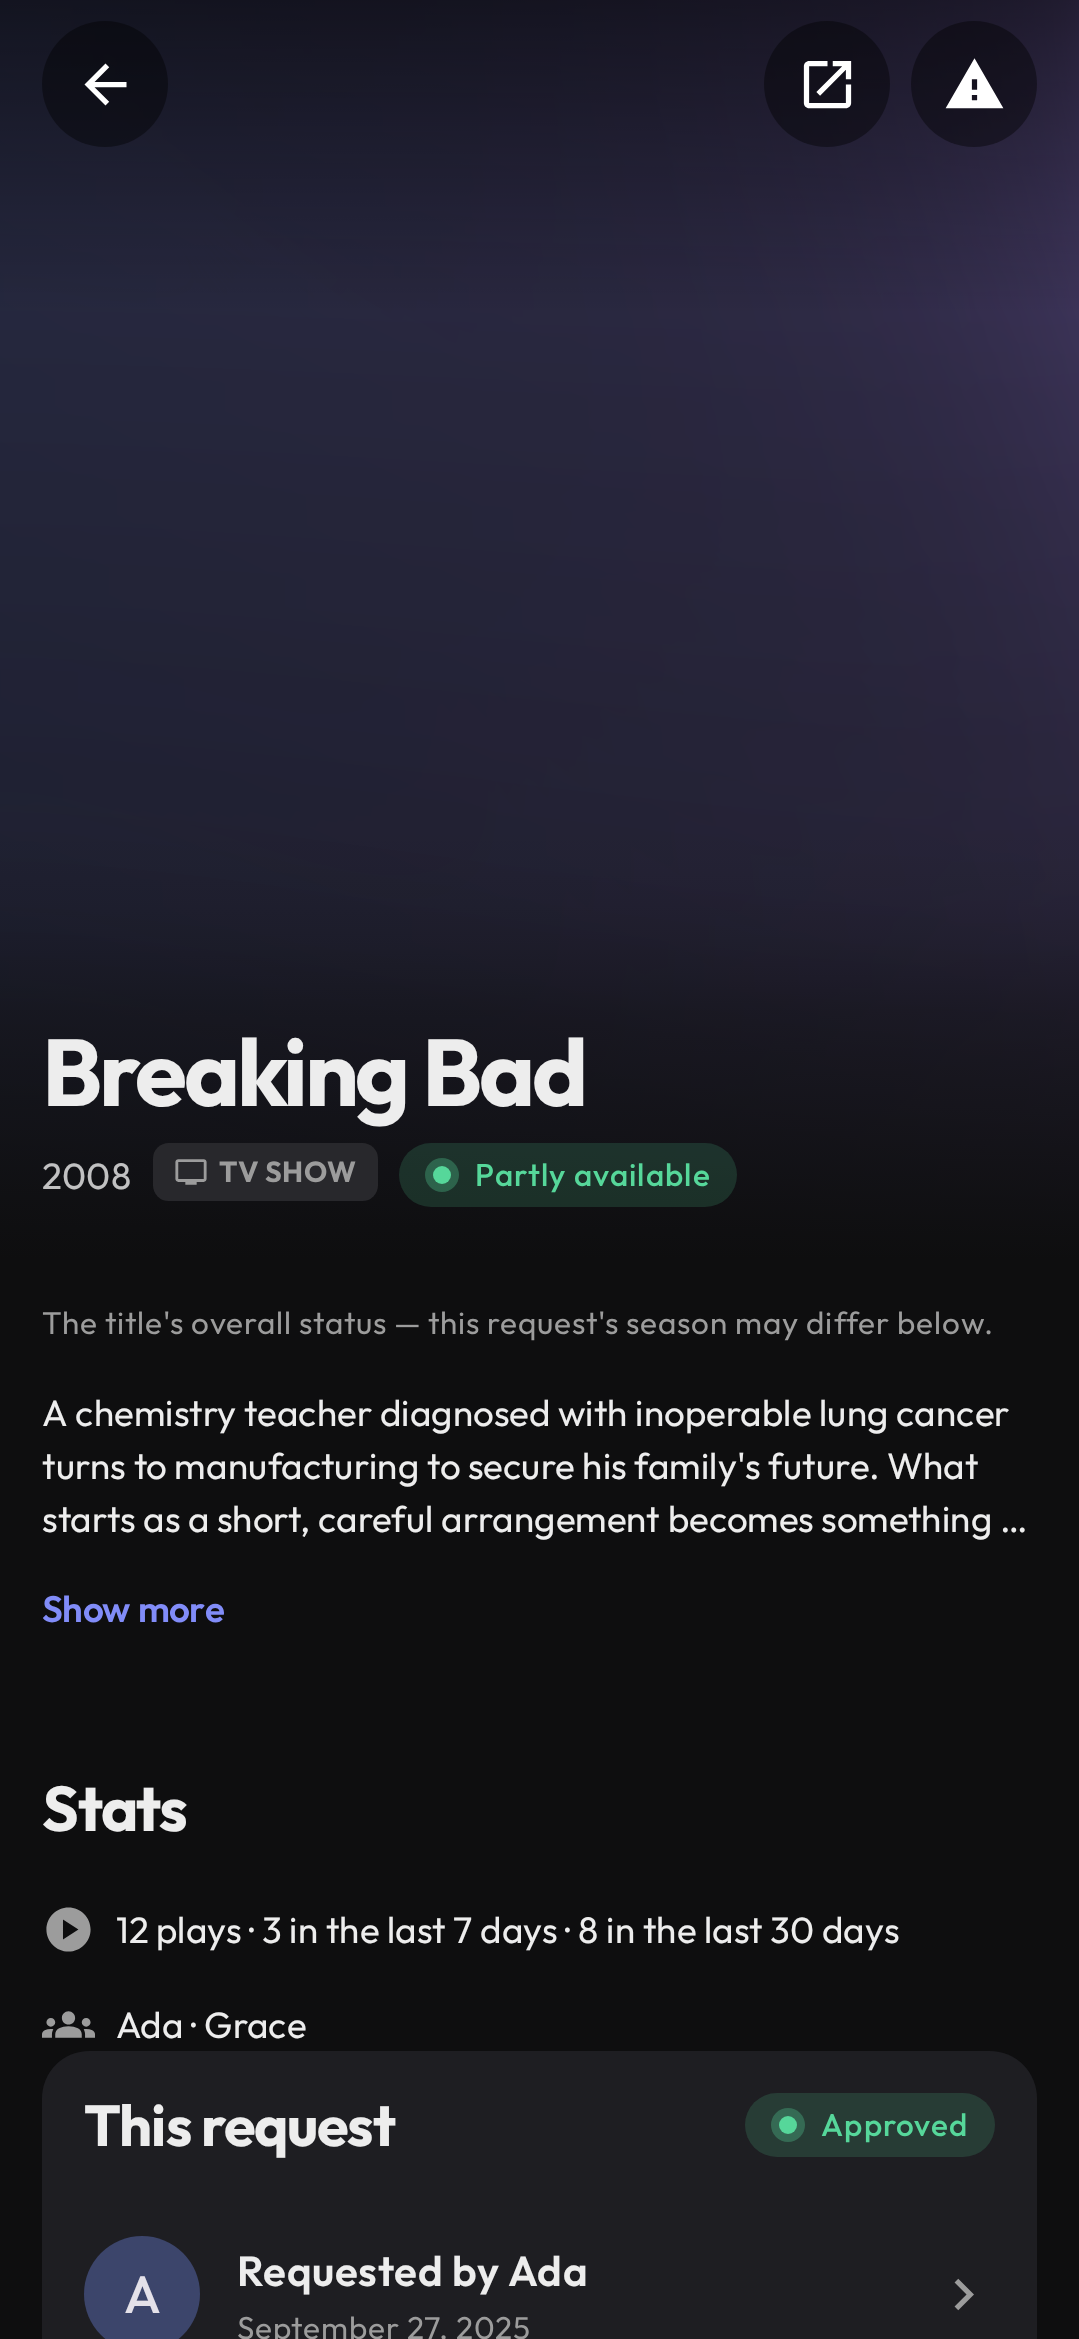 Breaking Bad
2008 TV SHOW Partly available
The title's overall status — this request's season may differ below.
A chemistry teacher diagnosed with inoperable lung cancer
turns to manufacturing to secure his family's future. What
starts as a short, careful arrangement becomes something ...
Show more
Stats
12 plays · 3 in the last 7 days · 8 in the last 30 days
Ada · Grace
This request Approved
A Requested by Ada
September 27, 2025